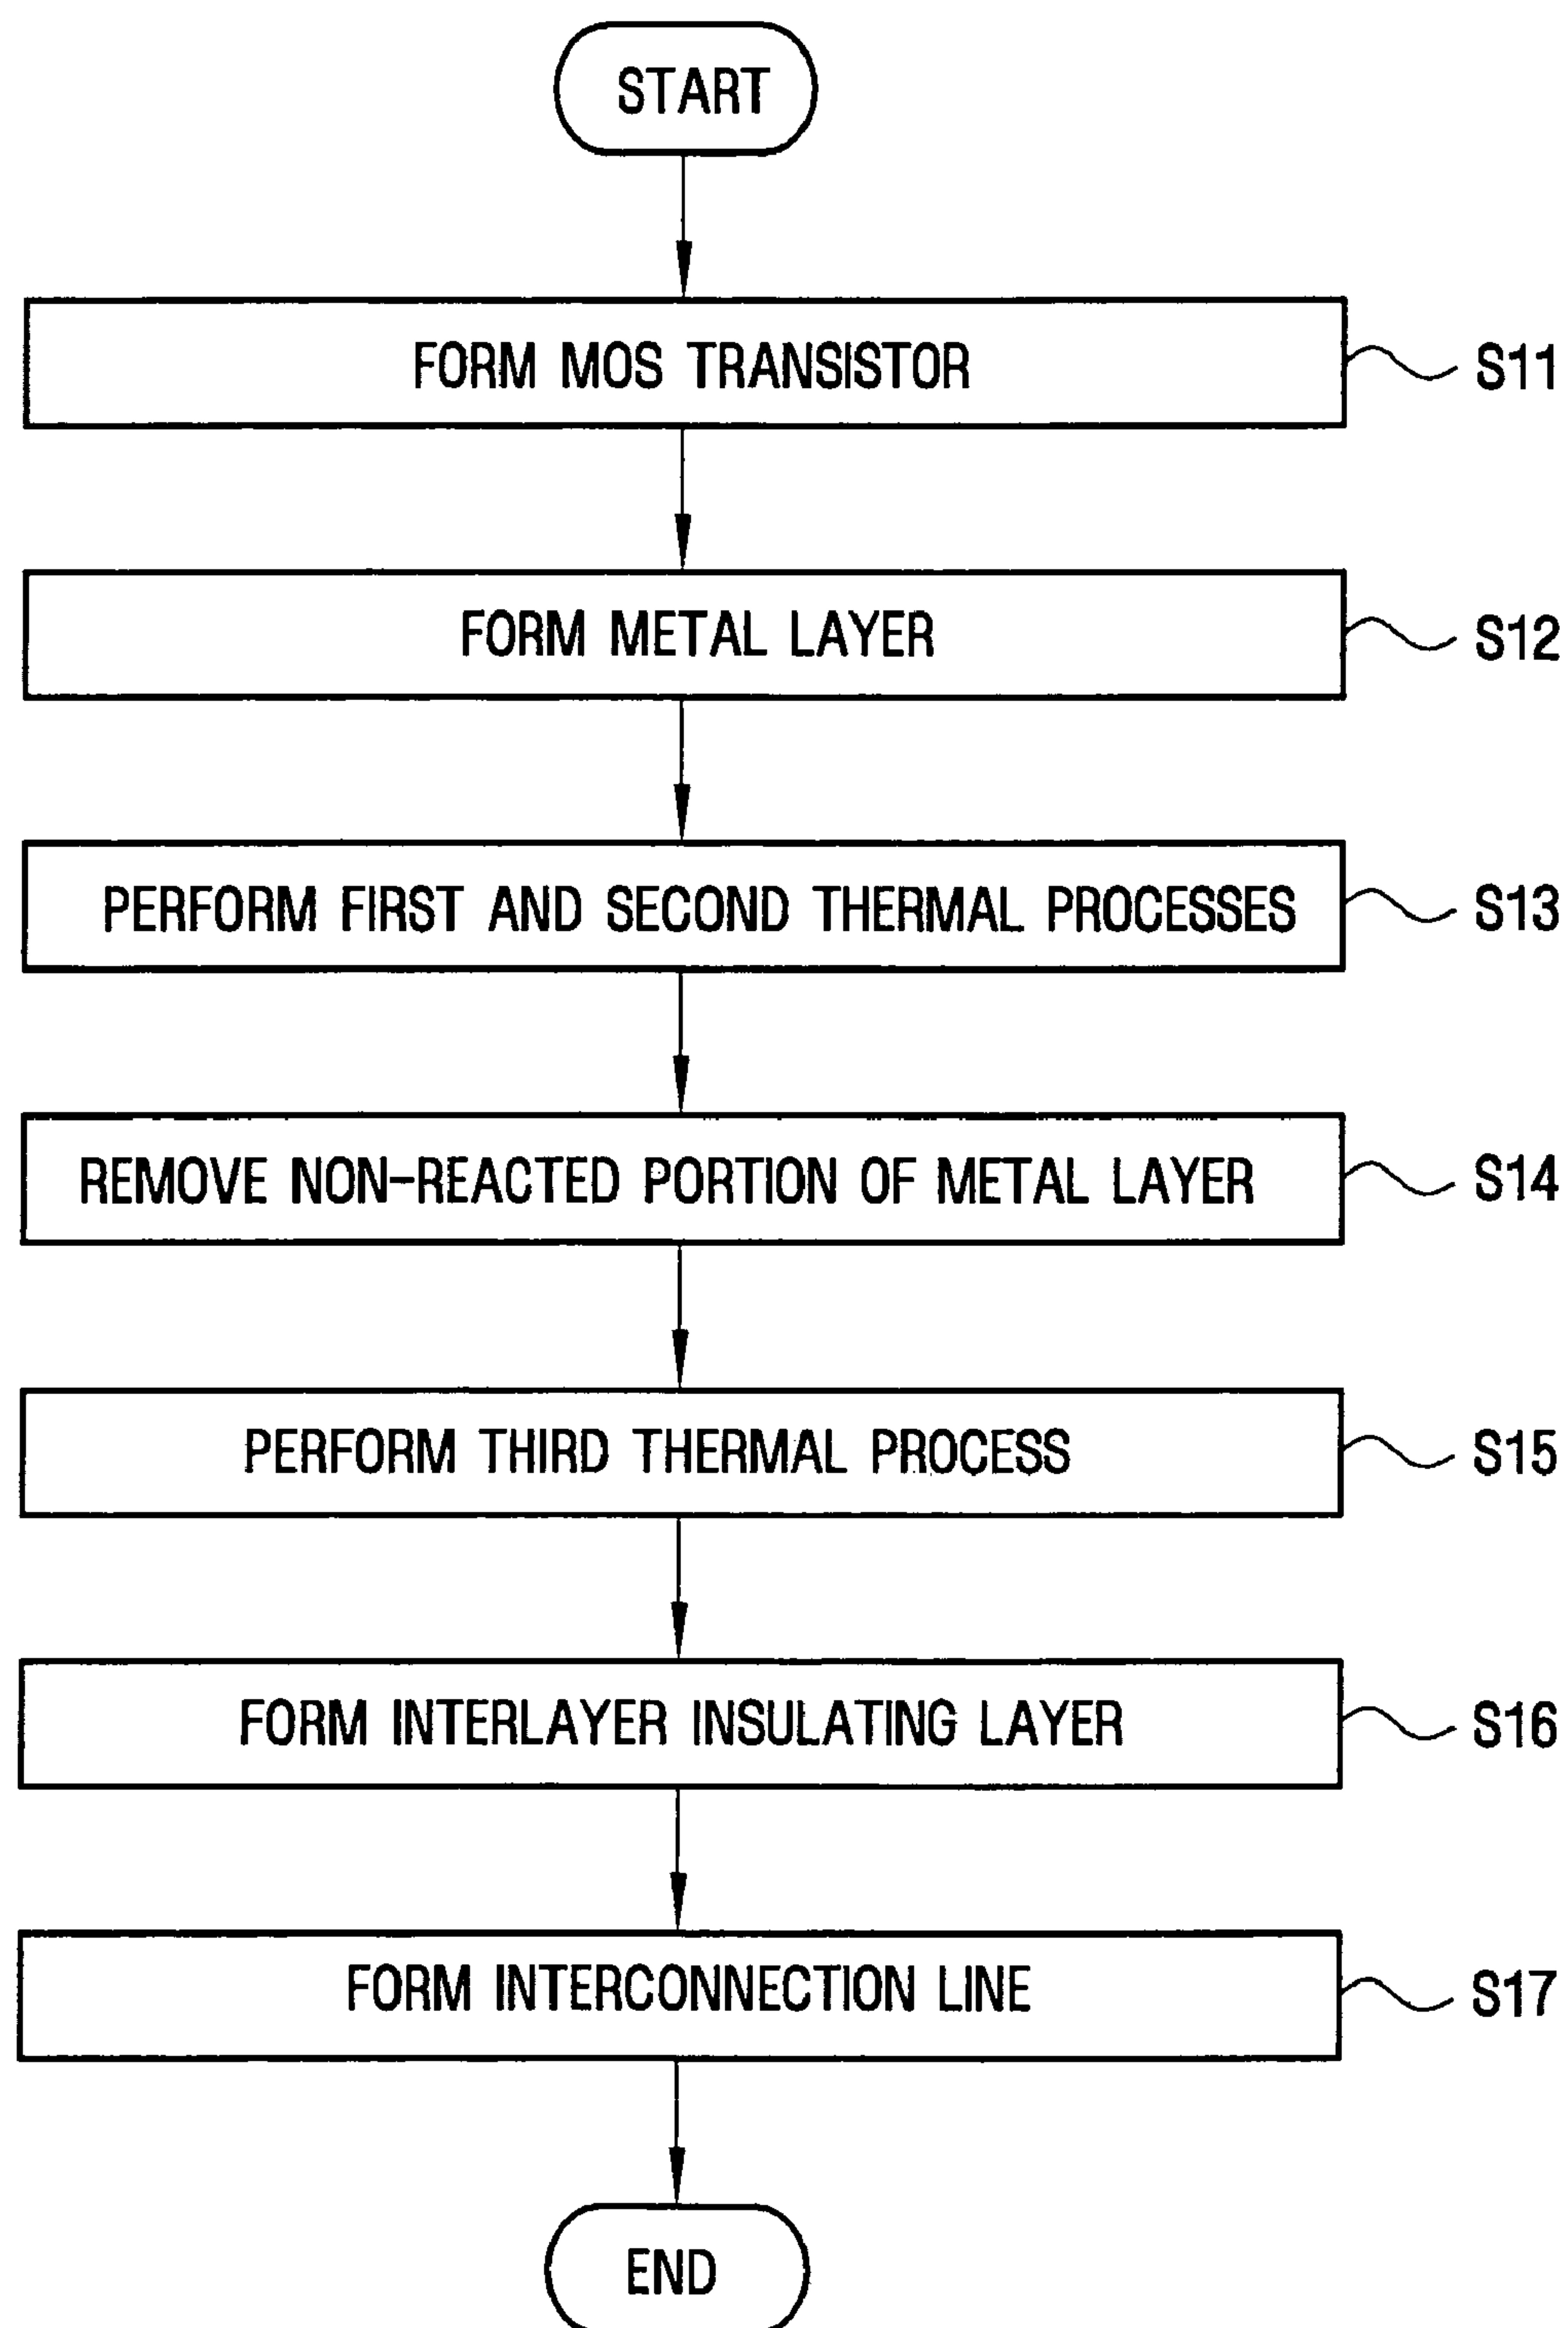 START
FORM MOS TRANSISTOR
S11
FORM METAL LAYER
S12
PERFORM FIRST AND SECOND THERMAL PROCESSES
S13
REMOVE NON-REACTED PORTION OF METAL LAYER
S14
PERFORM THIRD THERMAL PROCESS
S15
FORM INTERLAYER INSULATING LAYER
S16
FORM INTERCONNECTION LINE
S17
END